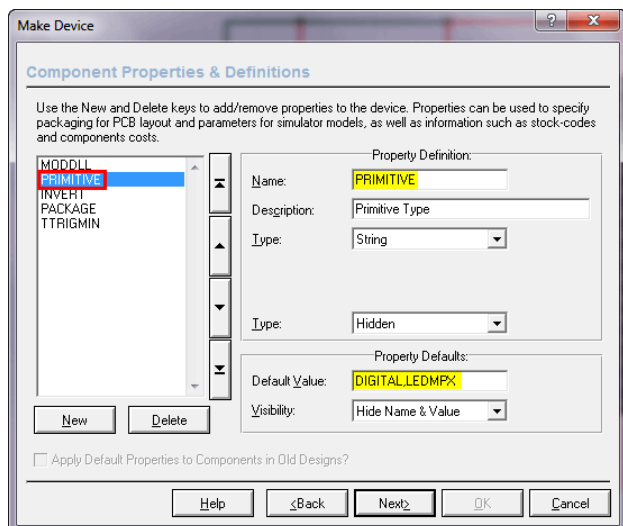 Make Device
?
X
Component Properties & Definitions
Use the New and Delete keys to add/remove properties to the device. Properties can be used to specify
packaging for PCB layout and parameters for simulator models, as well as information such as stock-codes
and components costs.
MODDLL
PRIMITIVE
INVERT
PACKAGE
TTRIGMIN
New
Delete
Property Definition:
Name: PRIMITIVE
Description: Primitive Type
Type: String
Type: Hidden
Property Defaults:
Default Value: DIGITAL,LEDMPX
Visibility: Hide Name & Value
Apply Default Properties to Components in Old Designs?
Help
<Back
Next>
OK
Cancel